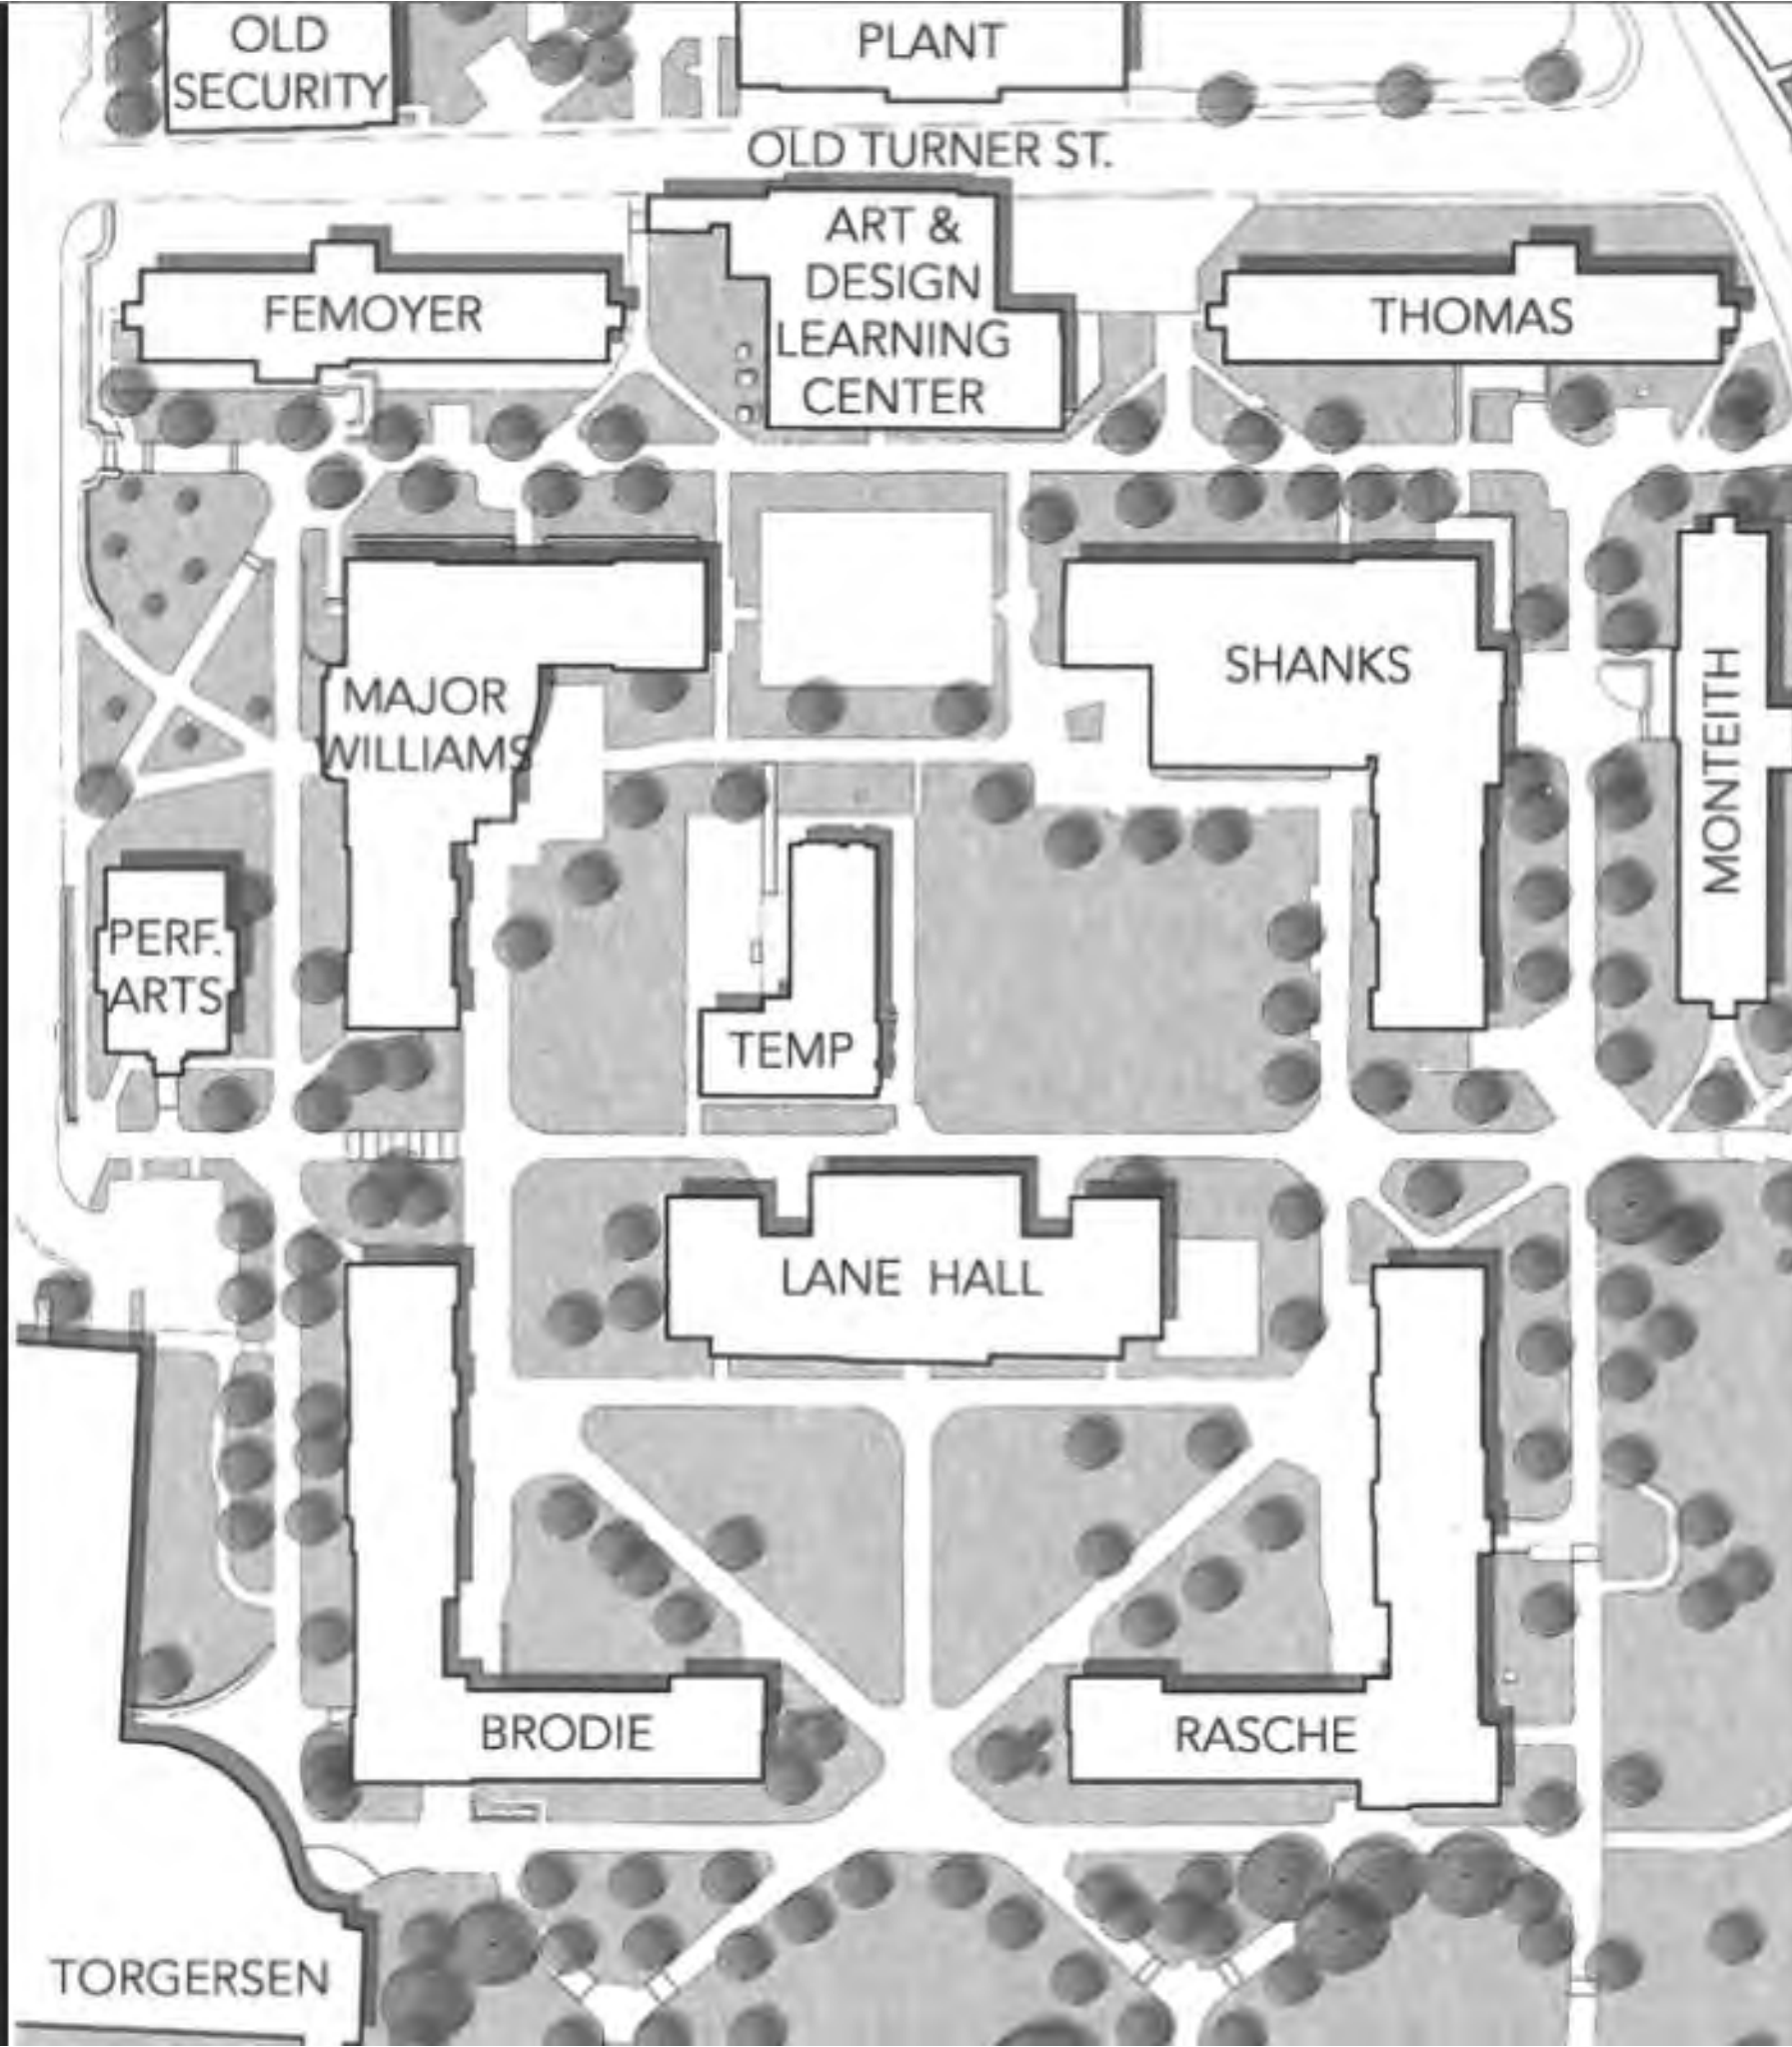 OLD
SECURITY
PLANT
OLD TURNER ST.
FEMOYER
ART &
DESIGN
LEARNING
CENTER
THOMAS
MAJOR
WILLIAMS
SHANKS
MONTEITH
PERF.
ARTS
TEMP
LANE HALL
BRODIE
RASCHE
TORGERSEN